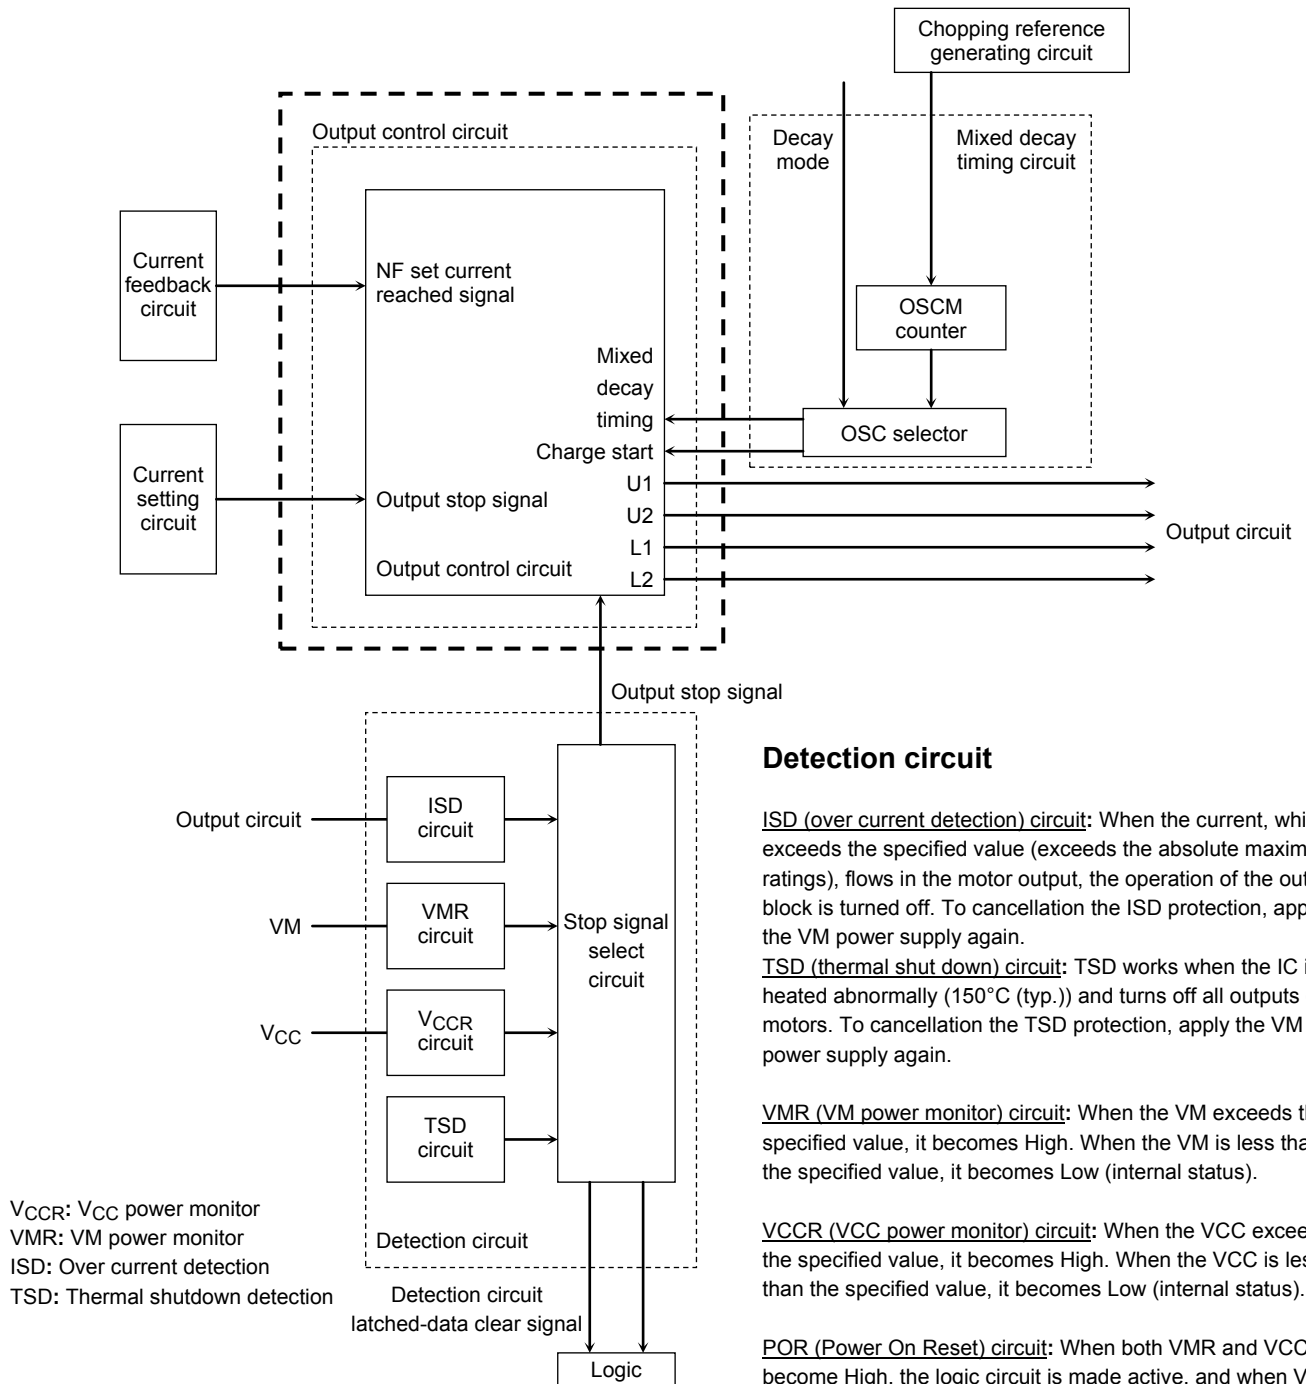 Chopping reference
generating circuit
Output control circuit
Decay
mode
Mixed decay
timing circuit
Current
feedback
circuit
NF set current
reached signal
OSCM
counter
Mixed
decay
timing
OSC selector
Charge start
Current
setting
circuit
Output stop signal
U1
U2
L1
L2
Output circuit
Output control circuit
Output stop signal
Output circuit
ISD
circuit
VM
VMR
circuit
Stop signal
select
circuit
VCC
VCCR
circuit
TSD
circuit
Detection circuit
VCCR: VCC power monitor
VMR: VM power monitor
ISD: Over current detection
TSD: Thermal shutdown detection
Detection circuit
latched-data clear signal
Logic
Detection circuit
ISD (over current detection) circuit: When the current, whi
exceeds the specified value (exceeds the absolute maxim
ratings), flows in the motor output, the operation of the out
block is turned off. To cancellation the ISD protection, app
the VM power supply again.
TSD (thermal shut down) circuit: TSD works when the IC i
heated abnormally (150°C (typ.)) and turns off all outputs
motors. To cancellation the TSD protection, apply the VM
power supply again.
VMR (VM power monitor) circuit: When the VM exceeds th
specified value, it becomes High. When the VM is less tha
the specified value, it becomes Low (internal status).
VCCR (VCC power monitor) circuit: When the VCC excee
the specified value, it becomes High. When the VCC is les
than the specified value, it becomes Low (internal status).
POR (Power On Reset) circuit: When both VMR and VCC
become High, the logic circuit is made active, and when V